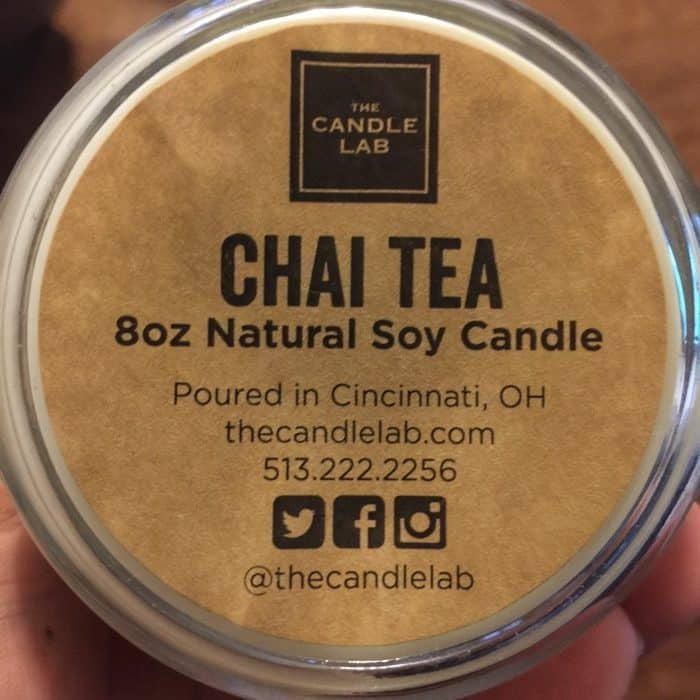 THE
CANDLE
LAB
CHAI TEA
8oz Natural Soy Candle
Poured in Cincinnati, OH
thecandlelab.com
513.222.2256
@thecandlelab